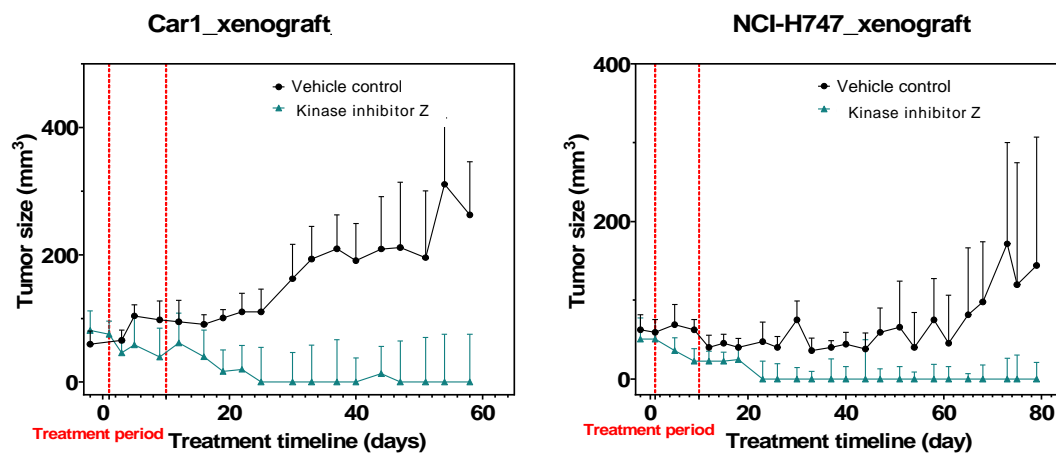 Car1_xenograft
Vehicle control
Kinase inhibitor Z
Tumor size (mm³)
400
200
0
0
20
40
60
Treatment period
Treatment timeline (days)
NCI-H747_xenograft
Vehicle control
Kinase inhibitor Z
Tumor size (mm³)
400
200
0
0
20
40
60
80
Treatment period
Treatment timeline (day)